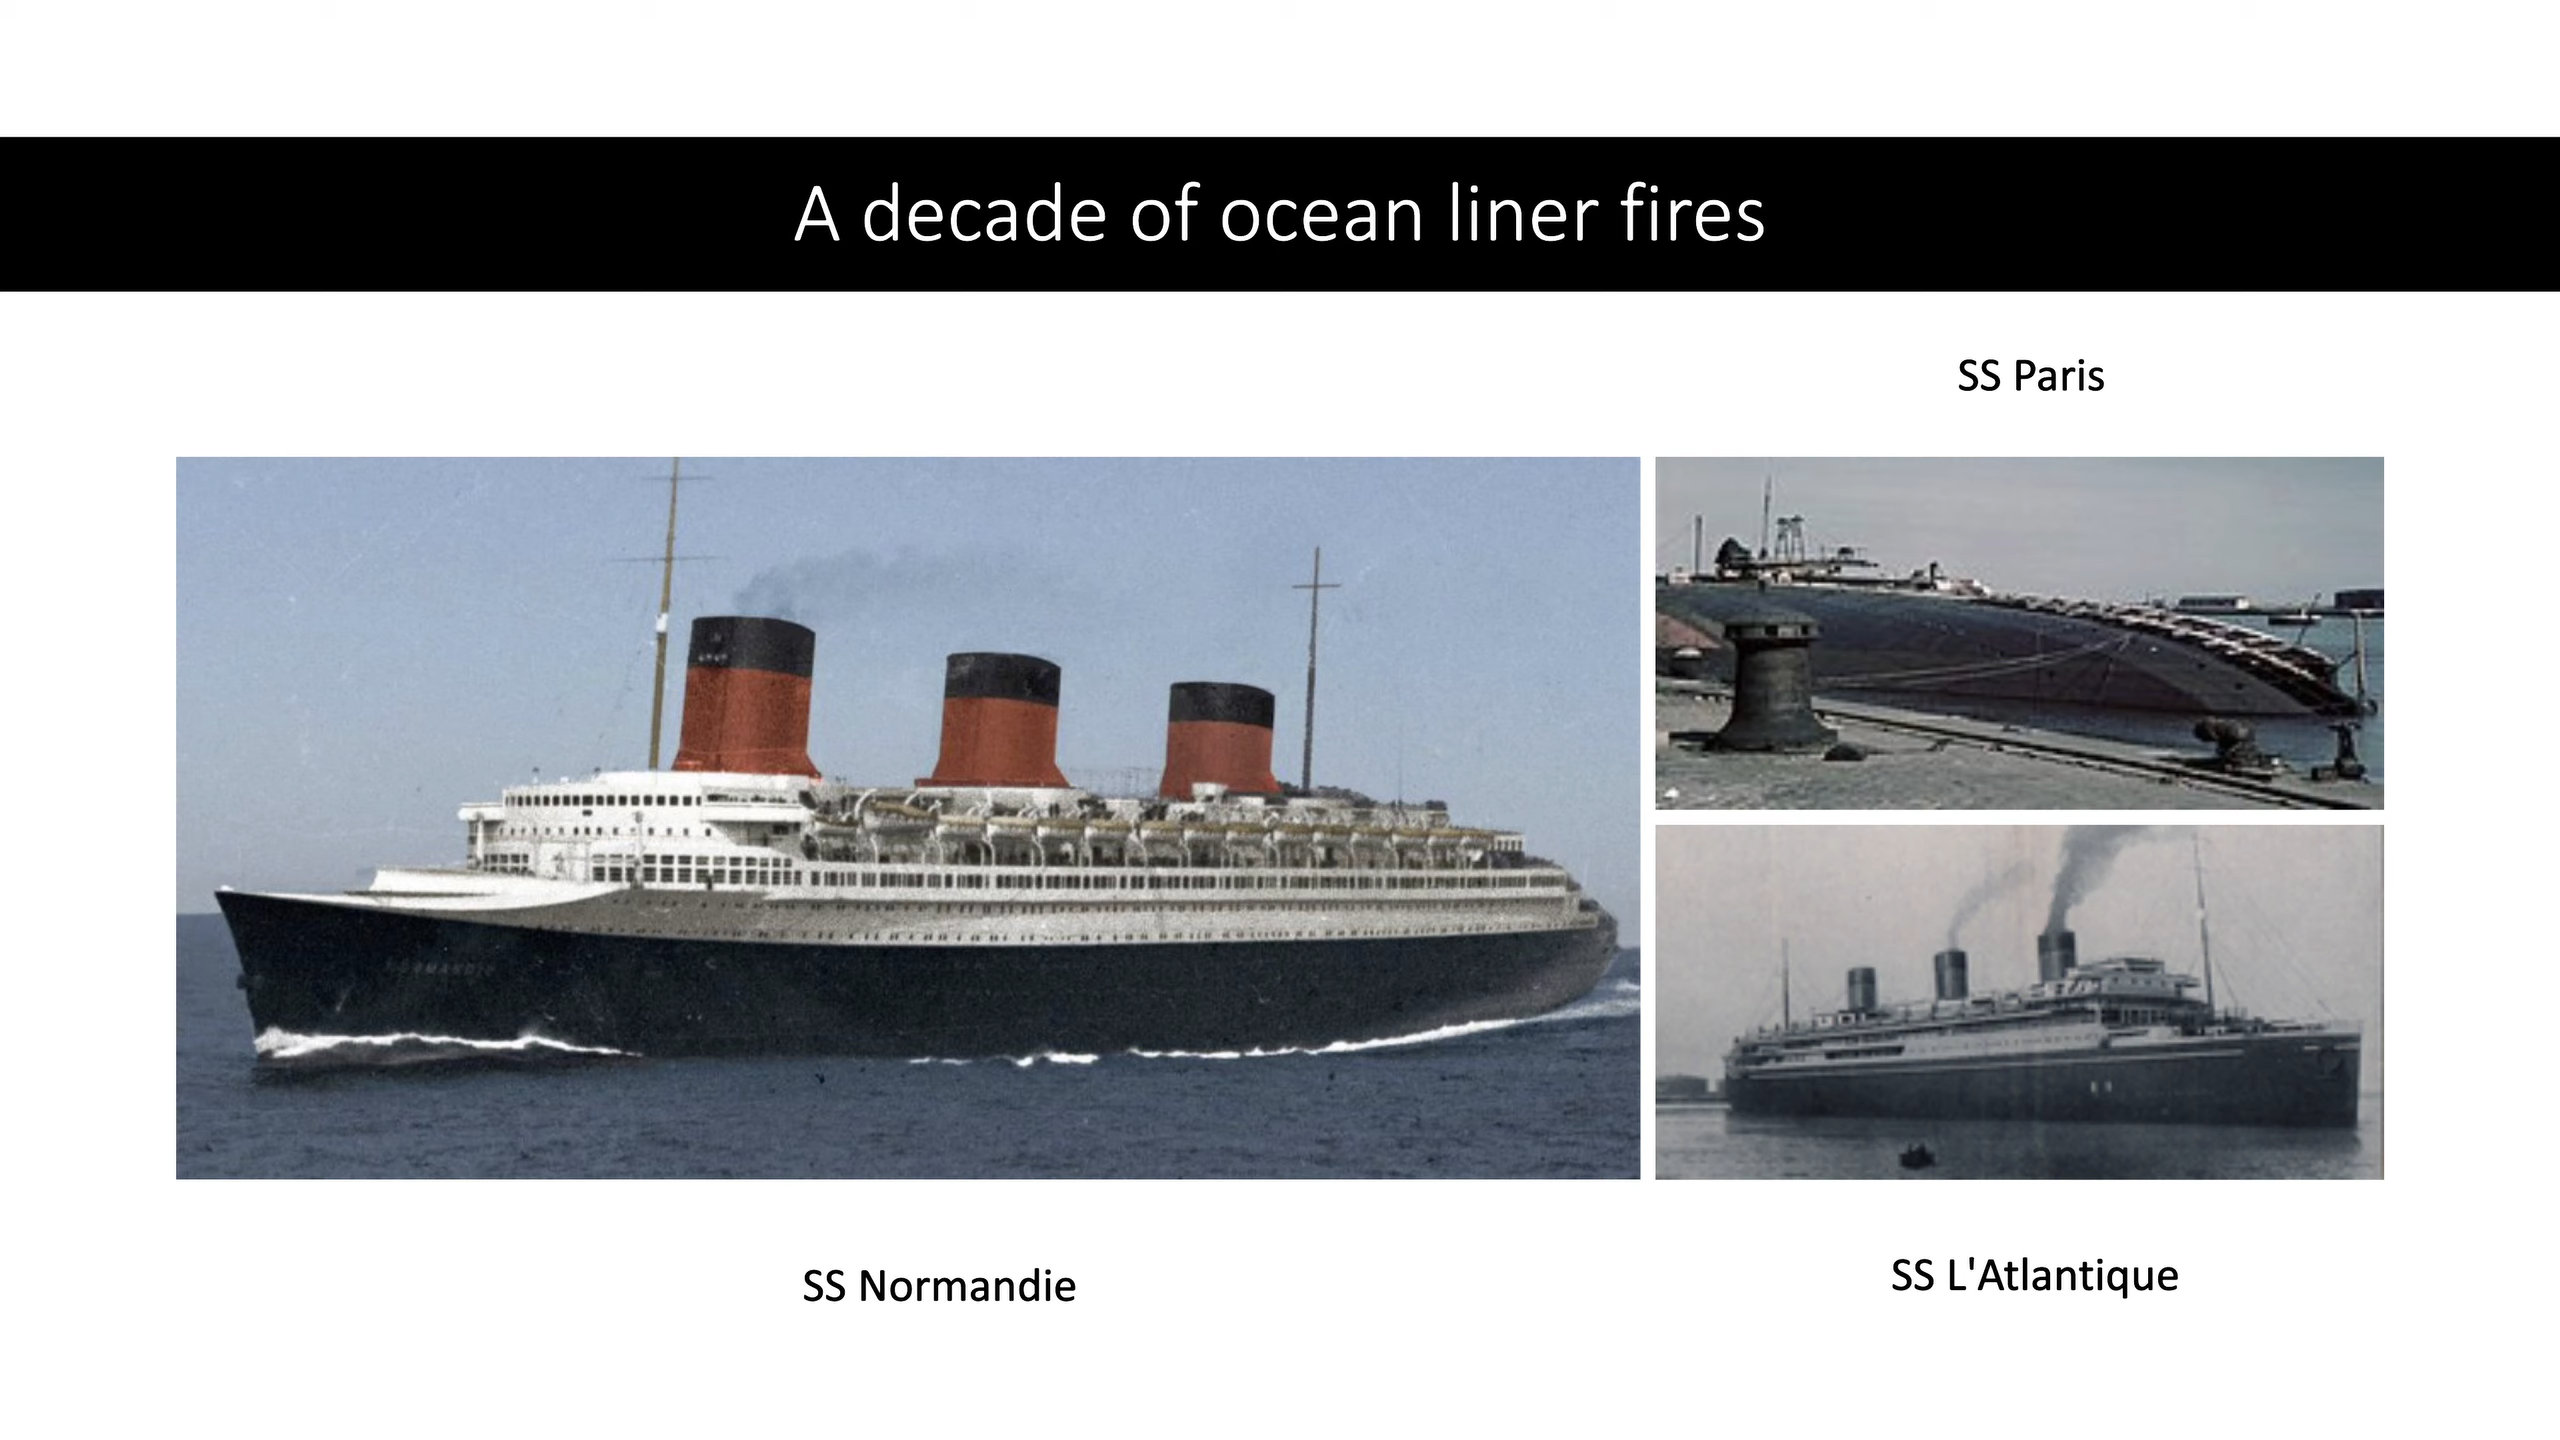 A decade of ocean liner fires
SS Paris
SS Normandie
SS L'Atlantique